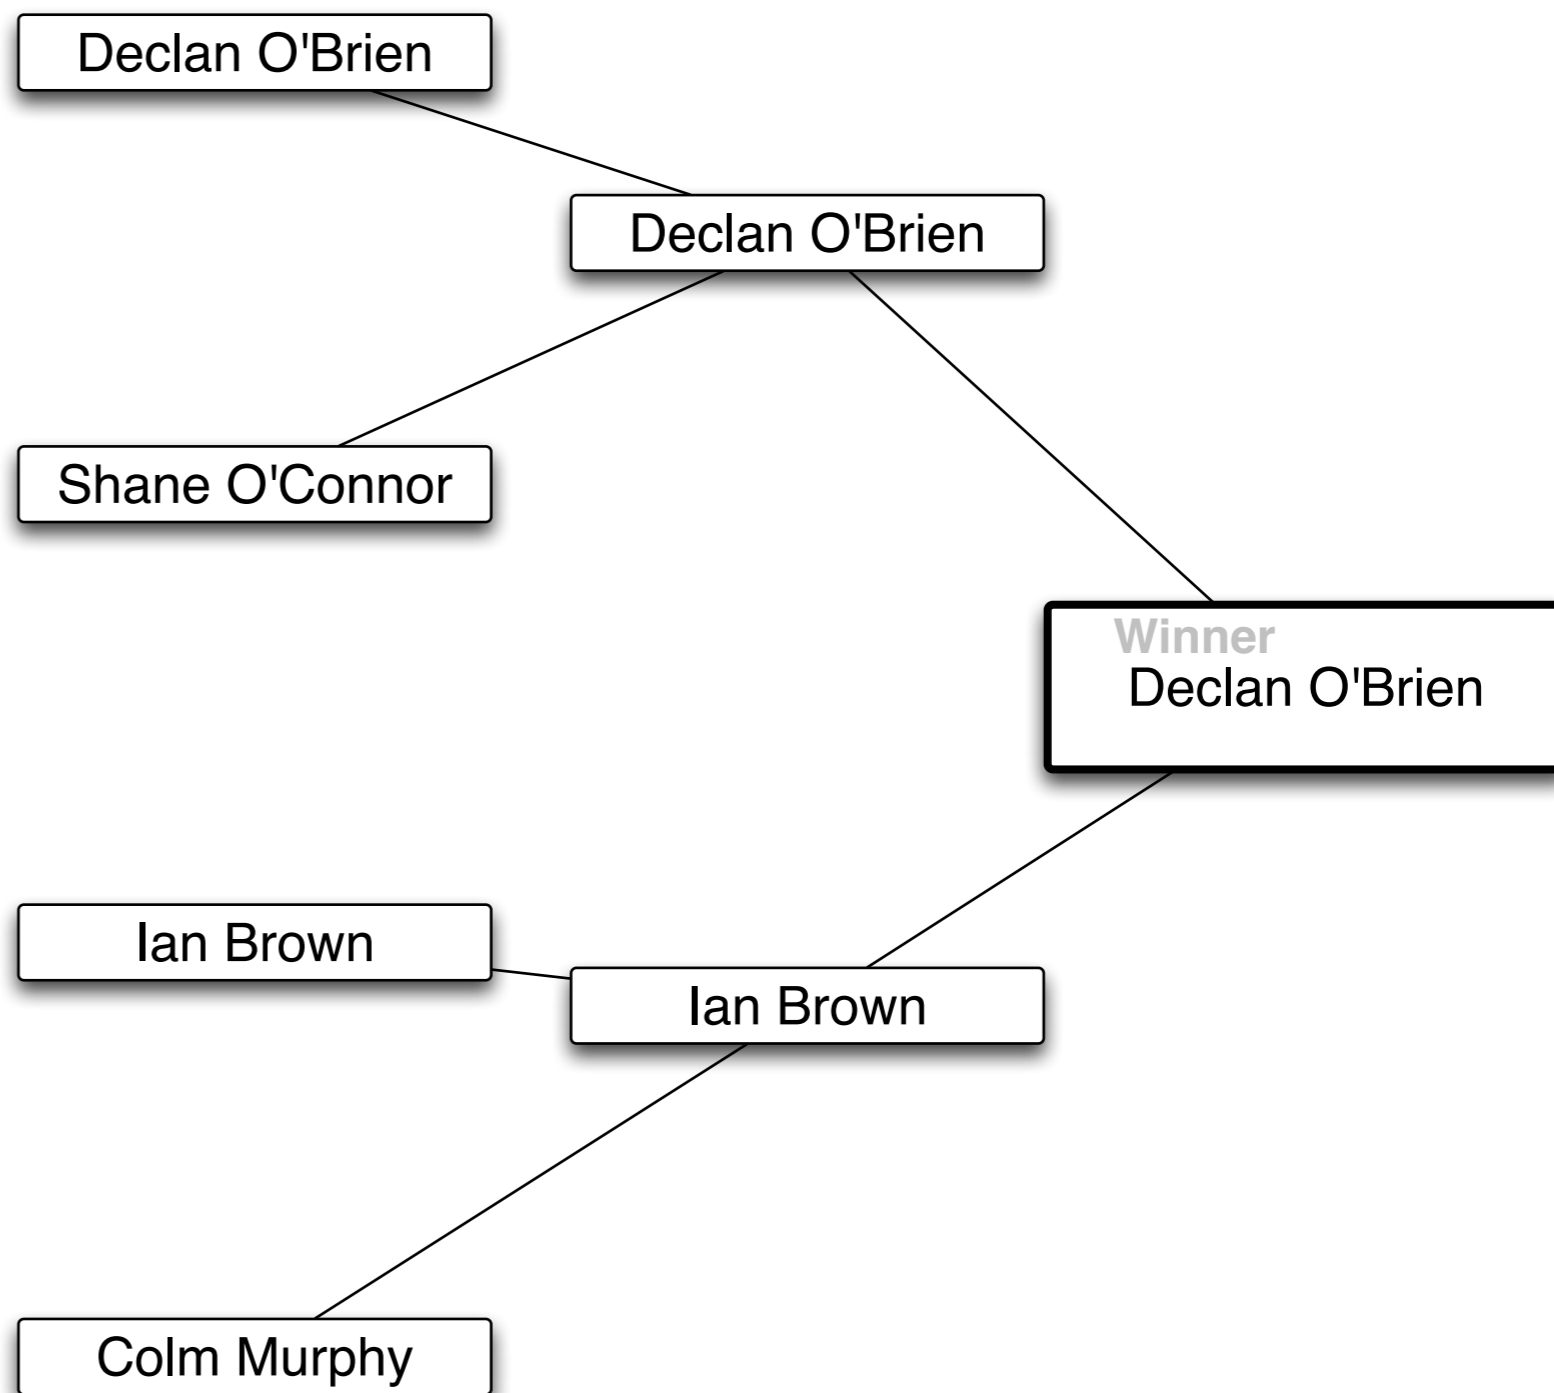 Declan O'Brien
Declan O'Brien
Shane O'Connor
Winner
Declan O'Brien
Ian Brown
Ian Brown
Colm Murphy